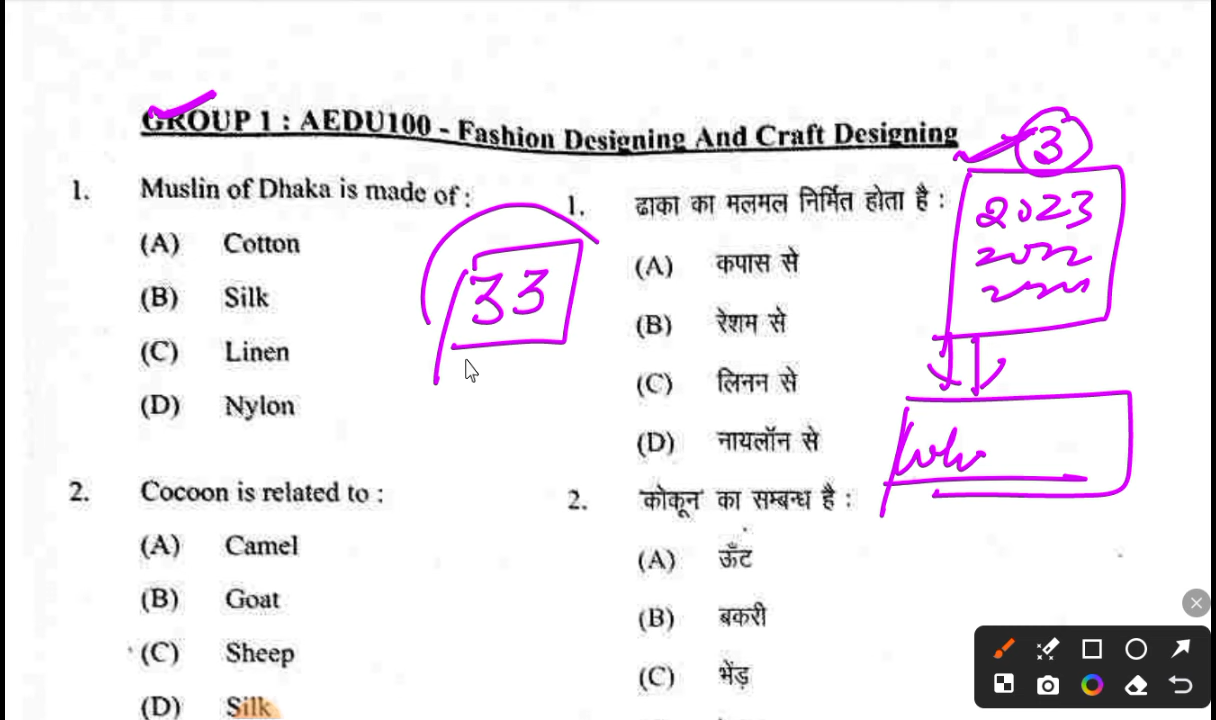 GROUP 1 : AEDU100 - Fashion Designing And Craft Designing
3
1. Muslin of Dhaka is made of :
(A) Cotton
(B) Silk
(C) Linen
(D) Nylon
2. Cocoon is related to :
(A) Camel
(B) Goat
(C) Sheep
(D) Silk
33
1. ढाका का मलमल निर्मित होता है :
(A) कपास से
(B) रेशम से
(C) लिनन से
(D) नायलॉन से
2. 'कोकून' का सम्बन्ध है :
(A) ऊँट
(B) बकरी
(C) भेंड़
2023